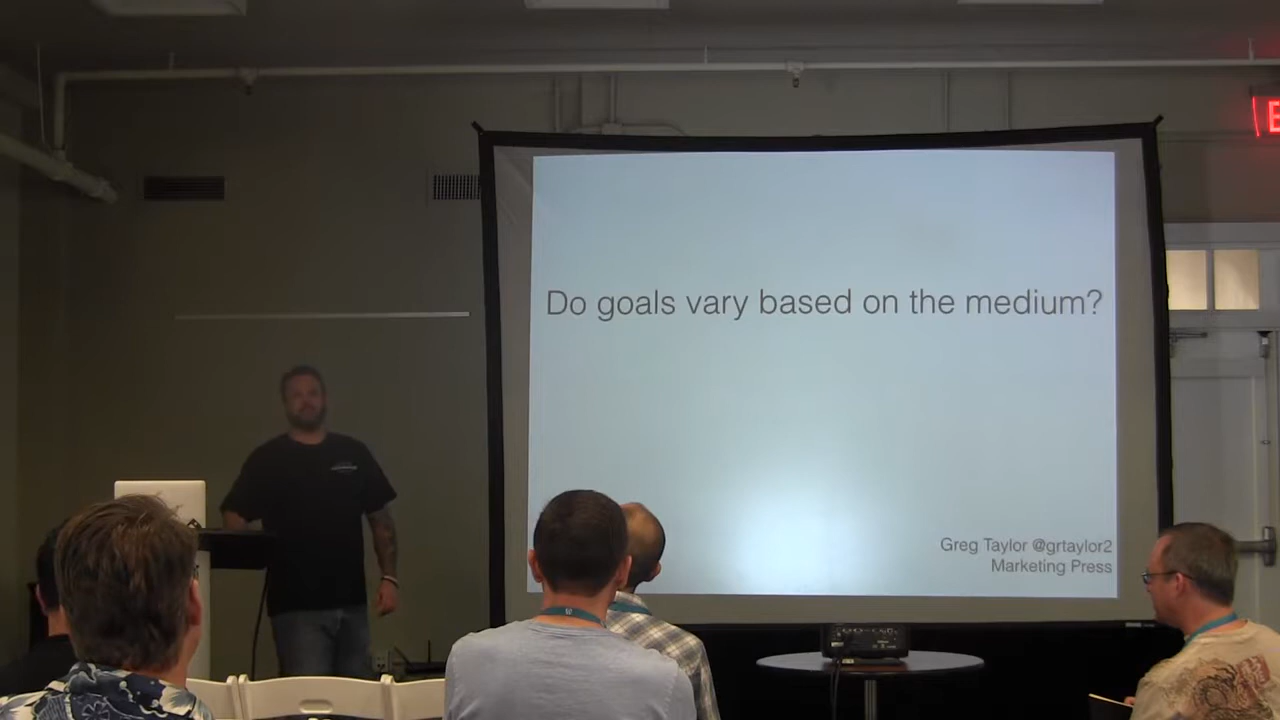 Do goals vary based on the medium?
Greg Taylor @grtaylor2
Marketing Press